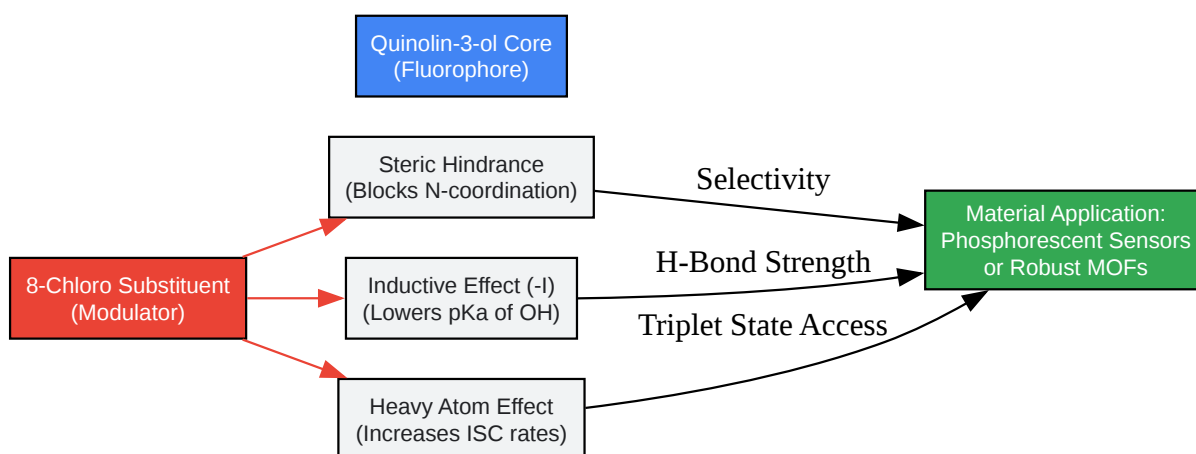 Quinolin-3-ol Core
(Fluorophore)
Steric Hindrance
(Blocks N-coordination)
Selectivity
Material Application:
Phosphorescent Sensors
or Robust MOFs
8-Chloro Substituent
(Modulator)
Inductive Effect (-I)
(Lowers pKa of OH)
H-Bond Strength
Triplet State Access
Heavy Atom Effect
(Increases ISC rates)